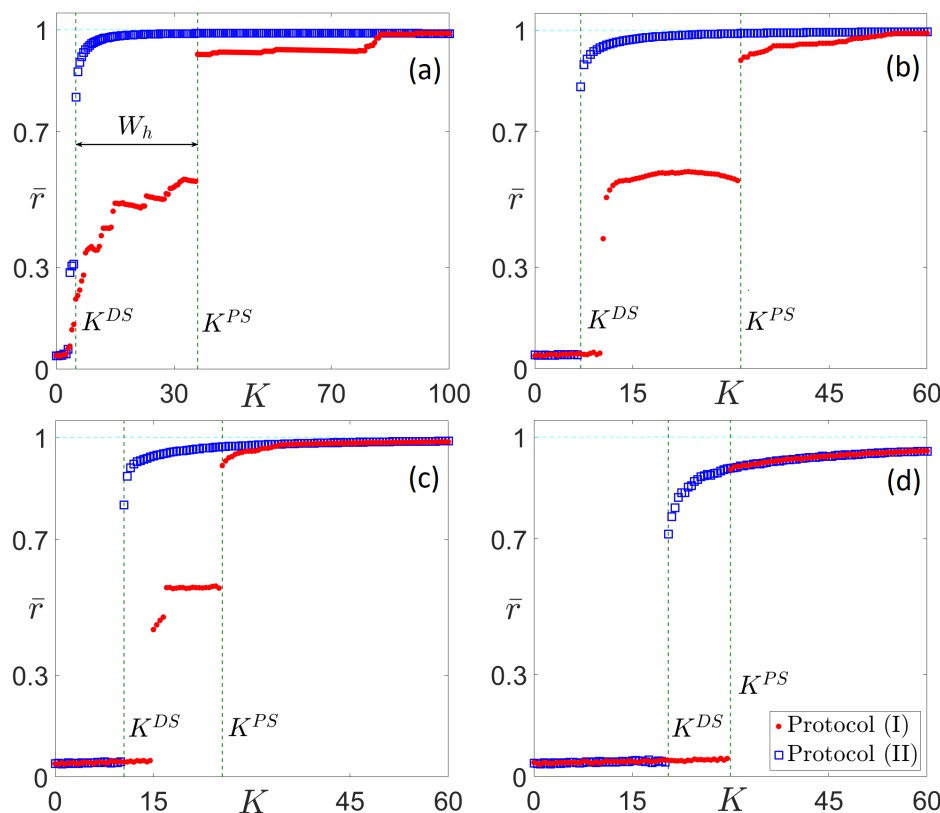 1
0.7
0.3
0
r̄
(a)
W_h
K^{DS}
K^{PS}
0
30
70
100
K
1
0.7
0.3
0
r̄
(b)
K^{DS}
K^{PS}
0
15
45
60
K
1
0.7
0.3
0
r̄
(c)
K^{DS}
K^{PS}
0
15
45
60
K
1
0.7
0.3
0
r̄
(d)
K^{PS}
K^{DS}
Protocol (I)
Protocol (II)
0
15
45
60
K